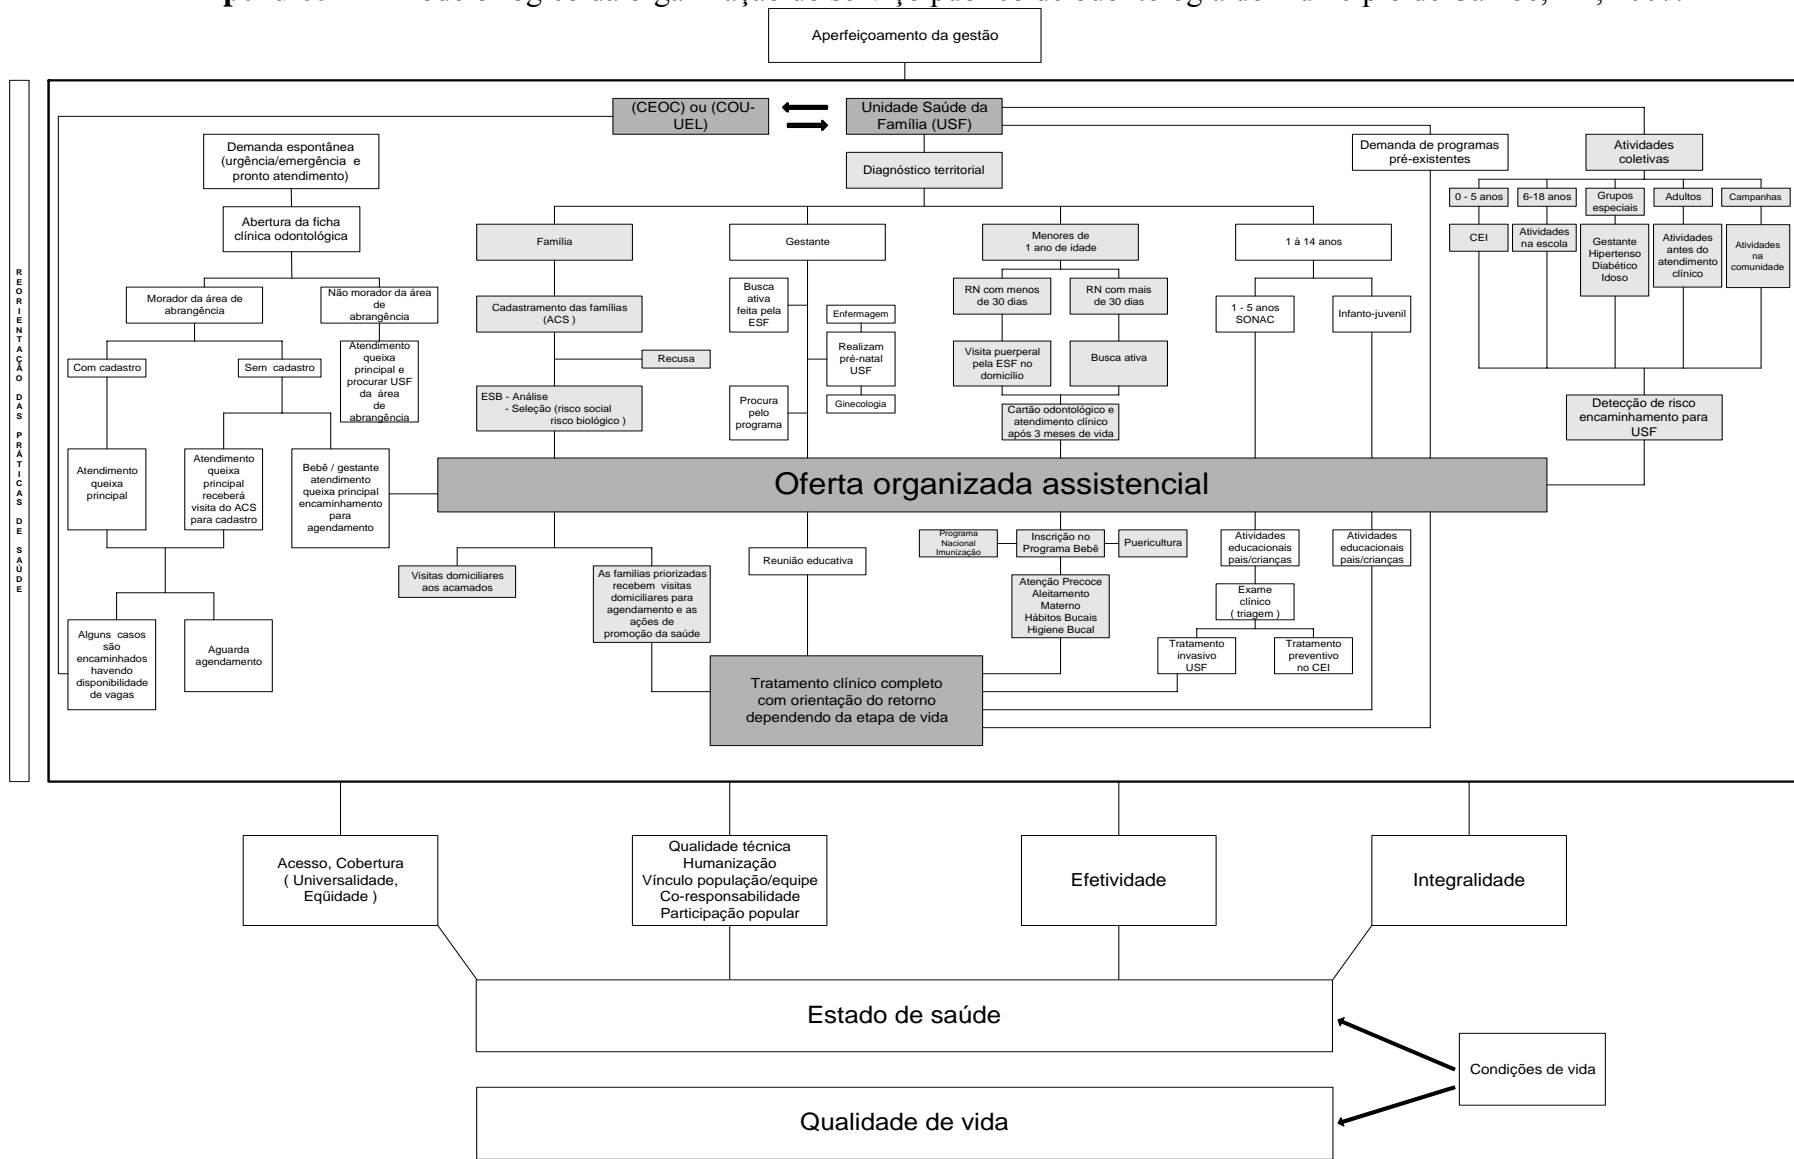 Aperfeiçoamento da gestão
REORIENTAÇÃO DAS PRÁTICAS DE SAÚDE
(CEOC) ou (COU-
UEL)
Unidade Saúde da
Família (USF)
Demanda espontânea
(urgência/emergência e
pronto atendimento)
Diagnóstico territorial
Demanda de programas
pré-existentes
Atividades
coletivas
0 - 5 anos
6-18 anos
Grupos
especiais
Adultos
Campanhas
Abertura da ficha
clínica odontológica
Família
Gestante
Menores de
1 ano de idade
1 à 14 anos
CEI
Atividades
na escola
Gestante
Hipertenso
Diabético
Idoso
Atividades
antes do
atendimento
clínico
Atividades
na
comunidade
Morador da área de
abrangência
Não morador da área
de
abrangência
Cadastramento das famílias
(ACS )
Busca
ativa
feita pela
ESF
Enfermagem
RN com menos
de 30 dias
RN com mais
de 30 dias
1 - 5 anos
SONAC
Infanto-juvenil
Com cadastro
Sem cadastro
Atendimento
queixa
principal e
procurar USF
da área
de
abrangência
Recusa
Realizam
pré-natal
USF
Visita puerperal
pela ESF no
domicílio
Busca ativa
ESB - Análise
- Seleção (risco social
risco biológico )
Procura
pelo
programa
Ginecologia
Cartão odontológico e
atendimento clínico
após 3 meses de vida
Detecção de risco
encaminhamento para
USF
Atendimento
queixa
principal
Atendimento
queixa
principal
receberá
visita do ACS
para cadastro
Bebê / gestante
atendimento
queixa principal
encaminhamento
para
agendamento
Oferta organizada assistencial
Visitas domiciliares
aos acamados
As familias priorizadas
recebem visitas
domiciliares para
agendamento e as
ações de
promoção da saúde
Reunião educativa
Programa
Nacional
Imunização
Inscrição no
Programa Bebê
Puericultura
Atividades
educacionais
pais/crianças
Atividades
educacionais
pais/crianças
Atenção Precoce
Aleitamento
Materno
Hábitos Bucais
Higiene Bucal
Exame
clínico
( triagem )
Alguns casos
são
encaminhados
havendo
disponibilidade
de vagas
Aguarda
agendamento
Tratamento
invasivo
USF
Tratamento
preventivo
no CEI
Tratamento clínico completo
com orientação do retorno
dependendo da etapa de vida
Acesso, Cobertura
( Universalidade,
Eqüidade )
Qualidade técnica
Humanização
Vínculo população/equipe
Co-responsabilidade
Participação popular
Efetividade
Integralidade
Estado de saúde
Condições de vida
Qualidade de vida